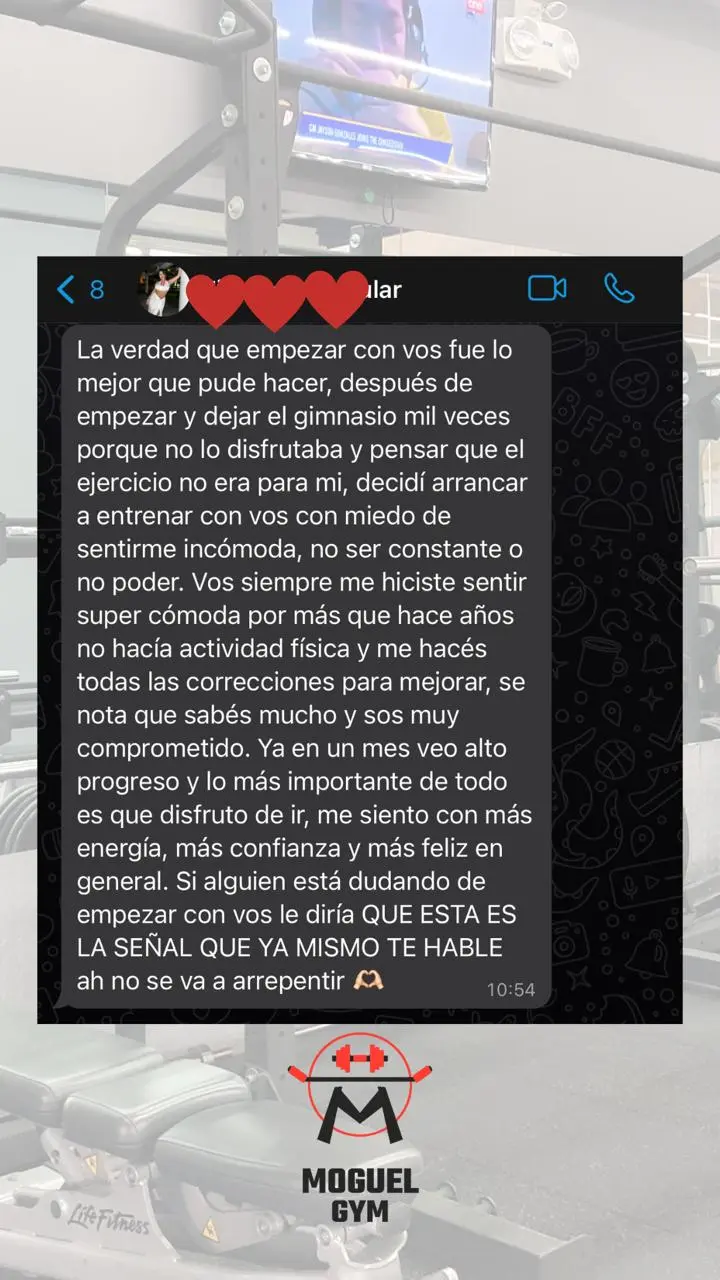 8
La verdad que empezar con vos fue lo
mejor que pude hacer, después de
empezar y dejar el gimnasio mil veces
porque no lo disfrutaba y pensar que el
ejercicio no era para mi, decidí arrancar
a entrenar con vos con miedo de
sentirme incómoda, no ser constante o
no poder. Vos siempre me hiciste sentir
super cómoda por más que hace años
no hacía actividad física y me hacés
todas las correcciones para mejorar, se
nota que sabés mucho y sos muy
comprometido. Ya en un mes veo alto
progreso y lo más importante de todo
es que disfruto de ir, me siento con más
energía, más confianza y más feliz en
general. Si alguien está dudando de
empezar con vos le diría QUE ESTA ES
LA SEÑAL QUE YA MISMO TE HABLE
ah no se va a arrepentir 🫶🏻
10:54
MOGUEL
GYM
Life Fitness